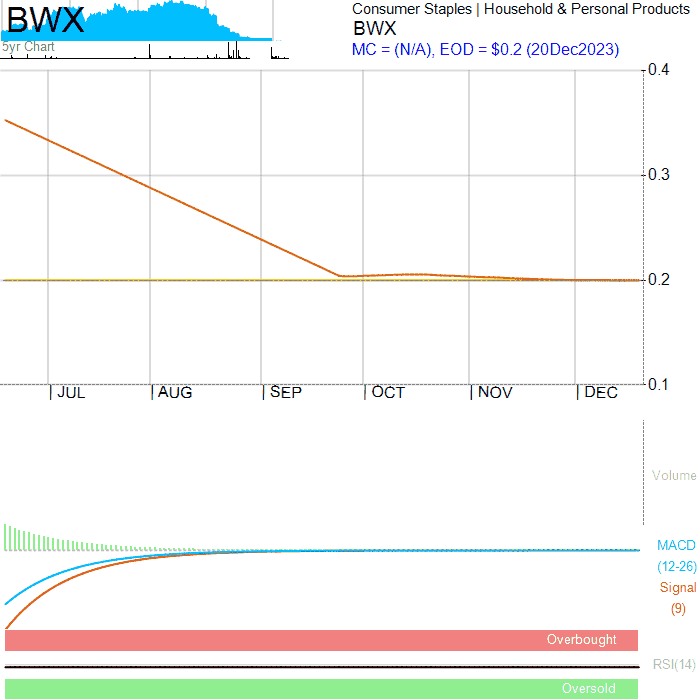 BWX
5yr Chart
Consumer Staples | Household & Personal Products
BWX
MC = (N/A), EOD = $0.2 (20Dec2023)
0.4
0.3
0.2
0.1
| JUL | AUG | SEP | OCT | NOV | DEC
Volume
MACD
(12-26)
Signal
(9)
Overbought
RSI(14)
Oversold